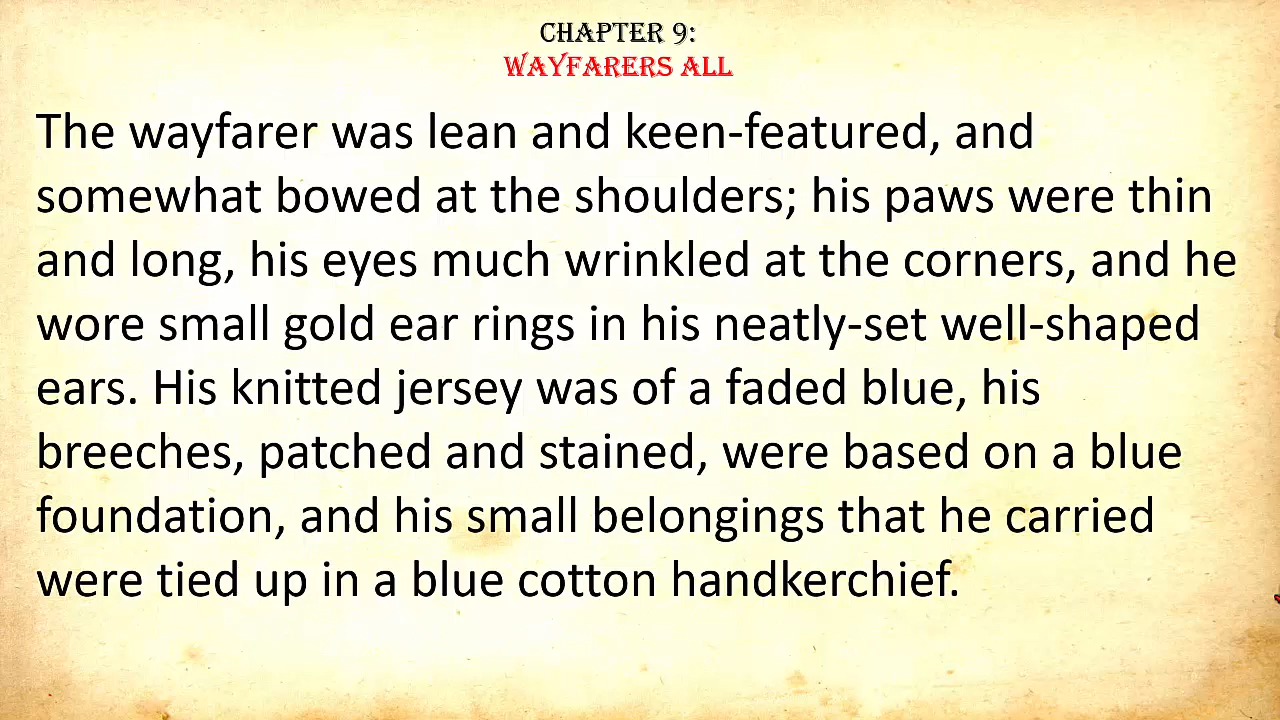 CHAPTER 9:
WAYFARERS ALL
The wayfarer was lean and keen-featured, and
somewhat bowed at the shoulders; his paws were thin
and long, his eyes much wrinkled at the corners, and he
wore small gold ear rings in his neatly-set well-shaped
ears. His knitted jersey was of a faded blue, his
breeches, patched and stained, were based on a blue
foundation, and his small belongings that he carried
were tied up in a blue cotton handkerchief.